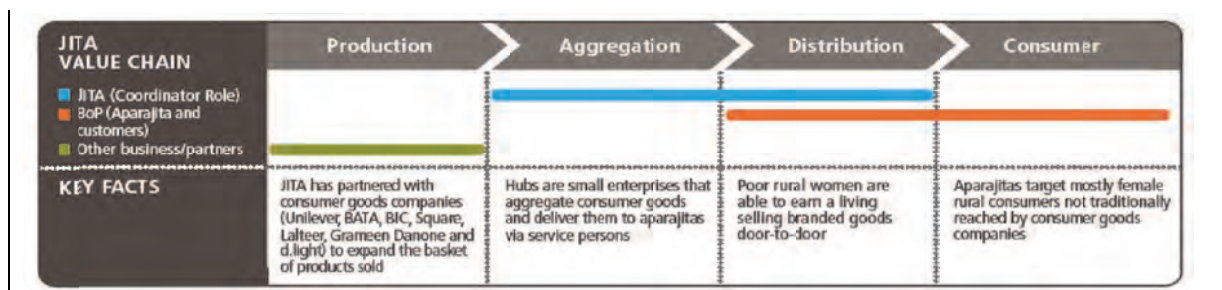 JITA
VALUE CHAIN
Production
Aggregation
Distribution
Consumer
JITA (Coordinator Role)
BoP (Aparajita and
customers)
Other business/partners
KEY FACTS
JITA has partnered with
consumer goods companies
(Unilever, BATA, BIC, Square,
Lalteer, Grameen Danone and
d.light) to expand the basket
of products sold
Hubs are small enterprises that
aggregate consumer goods
and deliver them to aparajitas
via service persons
Poor rural women are
able to earn a living
selling branded goods
door-to-door
Aparajitas target mostly female
rural consumers not traditionally
reached by consumer goods
companies